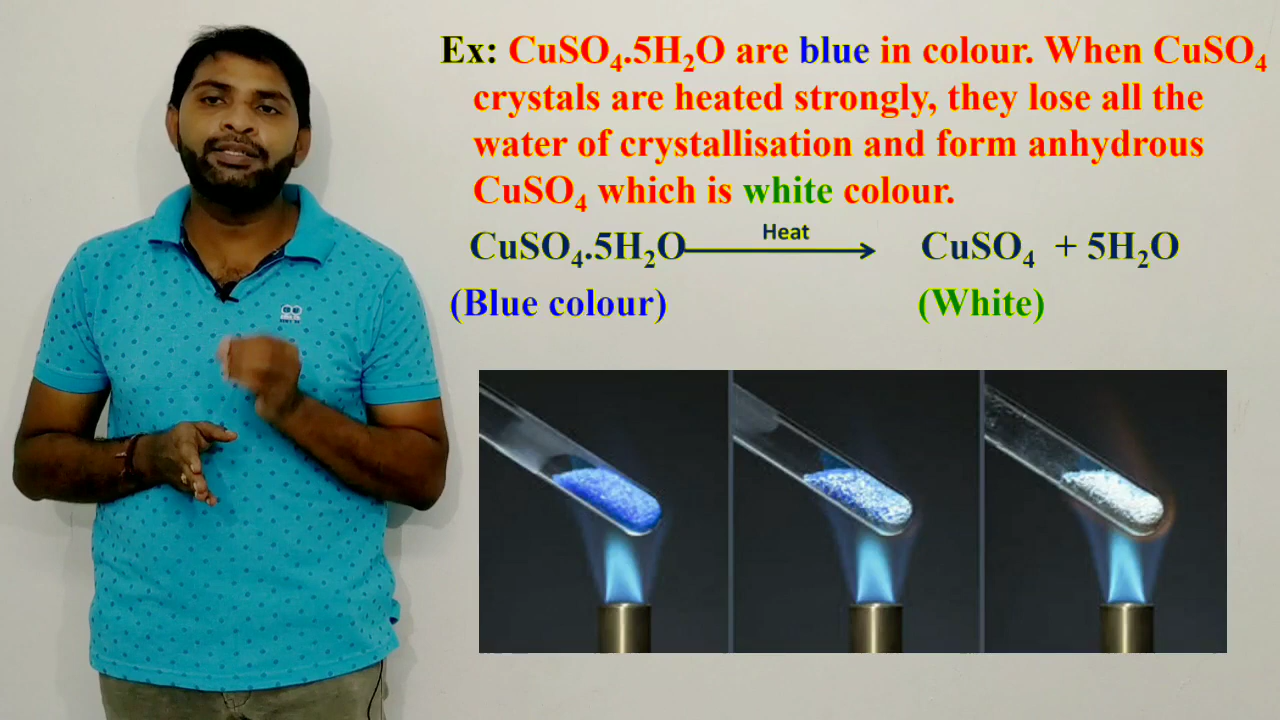 Ex: CuSO₄.5H₂O are blue in colour. When CuSO₄
crystals are heated strongly, they lose all the
water of crystallisation and form anhydrous
CuSO₄ which is white colour.
Heat
CuSO₄.5H₂O → CuSO₄ + 5H₂O
(Blue colour) (White)